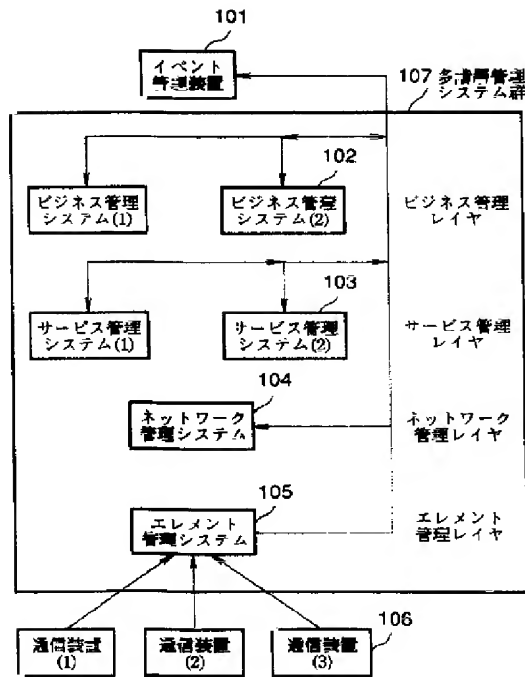 101
イベント
管理装置
107 多階層管理
システム群
102
ビジネス管理
システム(1)
ビジネス管理
システム(2)
ビジネス管理
レイヤ
103
サービス管理
システム(1)
サービス管理
システム(2)
サービス管理
レイヤ
104
ネットワーク
管理システム
ネットワーク
管理レイヤ
105
エレメント
管理システム
エレメント
管理レイヤ
106
通信装置
(1)
通信装置
(2)
通信装置
(3)